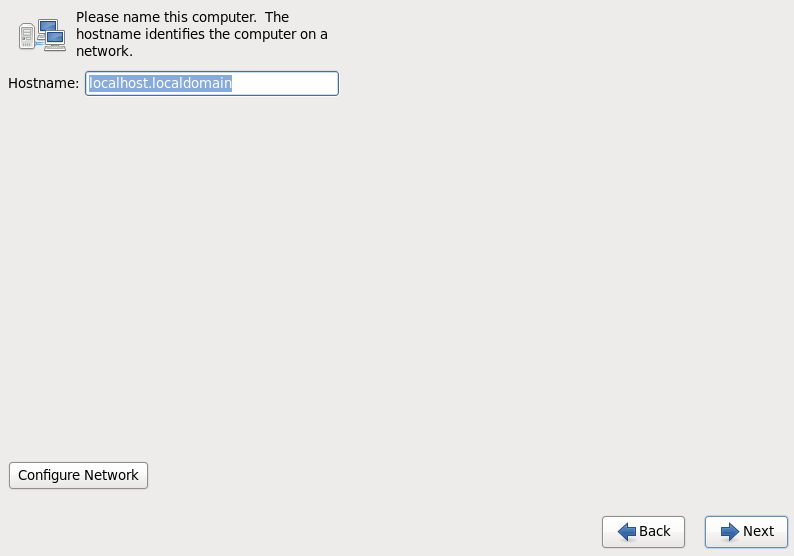 Please name this computer.  The
hostname identifies the computer on a
network.
Hostname: localhost.localdomain
Configure Network
Back
Next